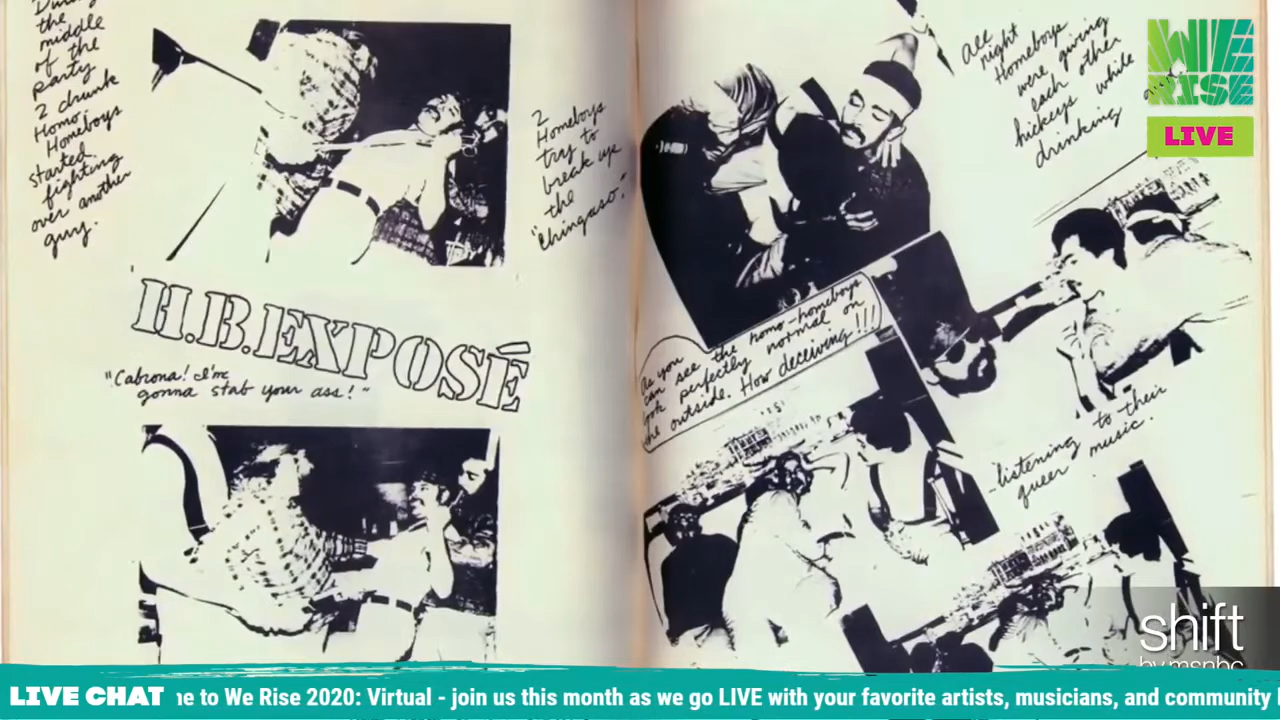 During
the
middle
of the
party
2 drunk
Homo
Homeboys
started
fighting
over another
guy.
2
Homeboys
try to
break up
the
"Chingaso."
H.B. EXPOSÉ
"Cabrona! I'm
gonna stab your ass!"
All
night
Homeboys
were giving
each other
hickeys while
drinking
As you
can see the homo-homeboys
look perfectly normal on
the outside. How deceiving!!!
-listening to their
queer music.
WE
RISE
LIVE
shift
by msnbc
LIVE CHAT ne to We Rise 2020: Virtual - join us this month as we go LIVE with your favorite artists, musicians, and community